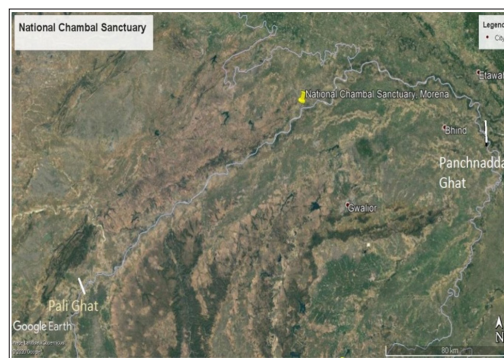 National Chambal Sanctuary
Legend
City
Etawah
National Chambal Sanctuary, Morena
Bhind
Panchnadda
Ghat
Gwalior
Pali Ghat
Google Earth
80 km
N